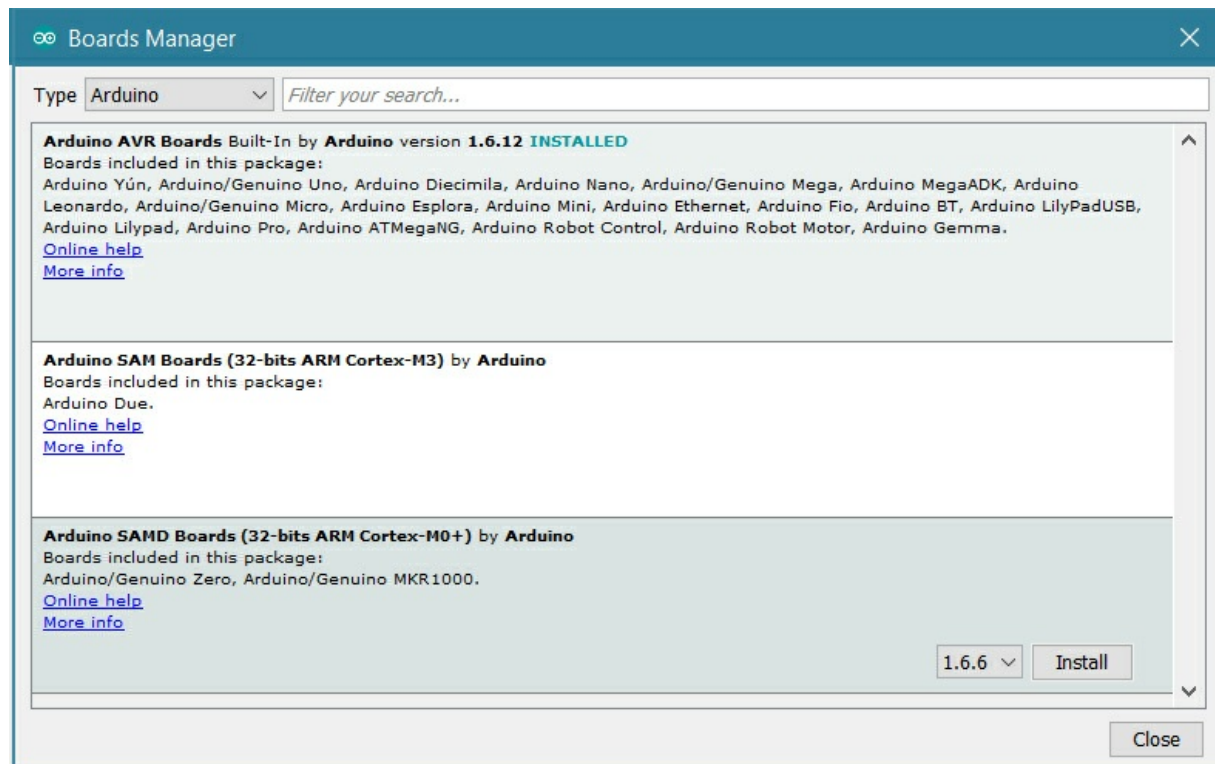 Boards Manager
Type Arduino Filter your search...
Arduino AVR Boards Built-In by Arduino version 1.6.12 INSTALLED
Boards included in this package:
Arduino Yún, Arduino/Genuino Uno, Arduino Diecimila, Arduino Nano, Arduino/Genuino Mega, Arduino MegaADK, Arduino
Leonardo, Arduino/Genuino Micro, Arduino Esplora, Arduino Mini, Arduino Ethernet, Arduino Fio, Arduino BT, Arduino LilyPadUSB,
Arduino Lilypad, Arduino Pro, Arduino ATMegaNG, Arduino Robot Control, Arduino Robot Motor, Arduino Gemma.
Online help
More info
Arduino SAM Boards (32-bits ARM Cortex-M3) by Arduino
Boards included in this package:
Arduino Due.
Online help
More info
Arduino SAMD Boards (32-bits ARM Cortex-M0+) by Arduino
Boards included in this package:
Arduino/Genuino Zero, Arduino/Genuino MKR1000.
Online help
More info
1.6.6 Install
Close